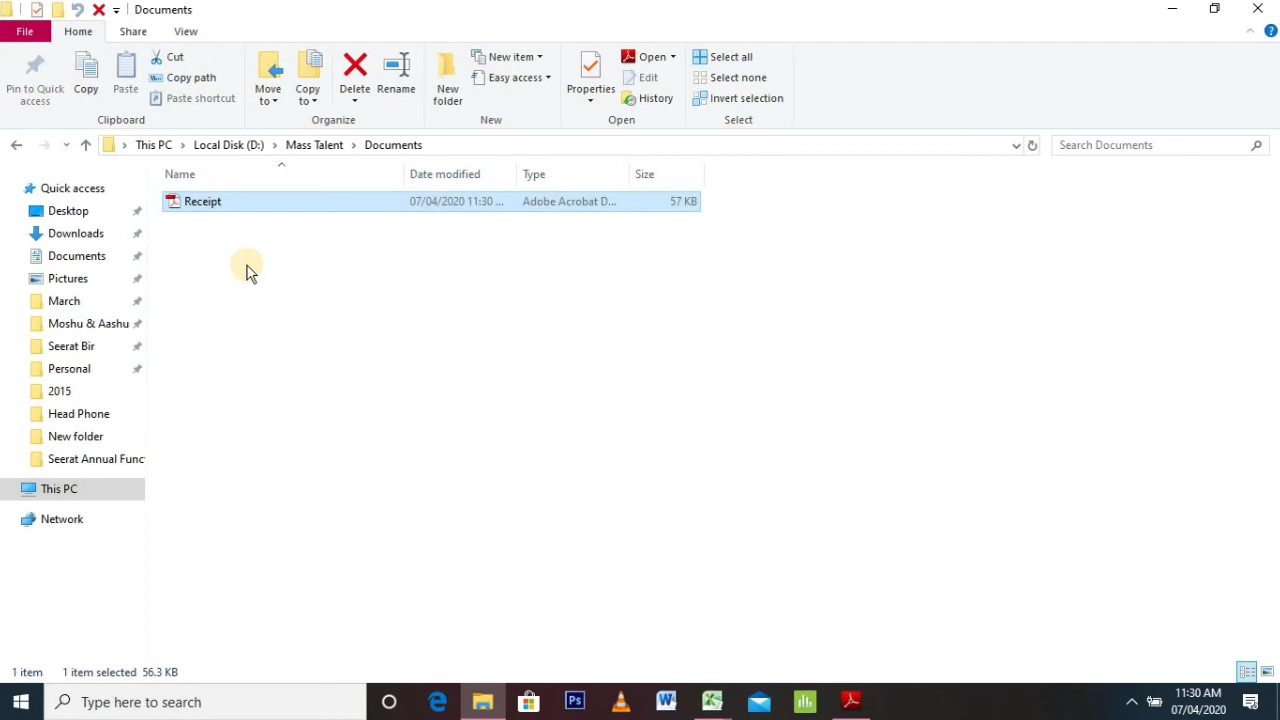 Documents
File Home Share View
Pin to Quick access
Copy
Paste
Cut
Copy path
Paste shortcut
Clipboard
Move to
Copy to
Delete
Rename
Organize
New folder
New item
Easy access
New
Properties
Open
Edit
History
Open
Select all
Select none
Invert selection
Select
This PC > Local Disk (D:) > Mass Talent > Documents
Search Documents
Name Date modified Type Size
Receipt 07/04/2020 11:30 ... Adobe Acrobat D... 57 KB
Quick access
Desktop
Downloads
Documents
Pictures
March
Moshu & Aashu
Seerat Bir
Personal
2015
Head Phone
New folder
Seerat Annual Func
This PC
Network
1 item 1 item selected 56.3 KB
Type here to search
Ps
11:30 AM
07/04/2020